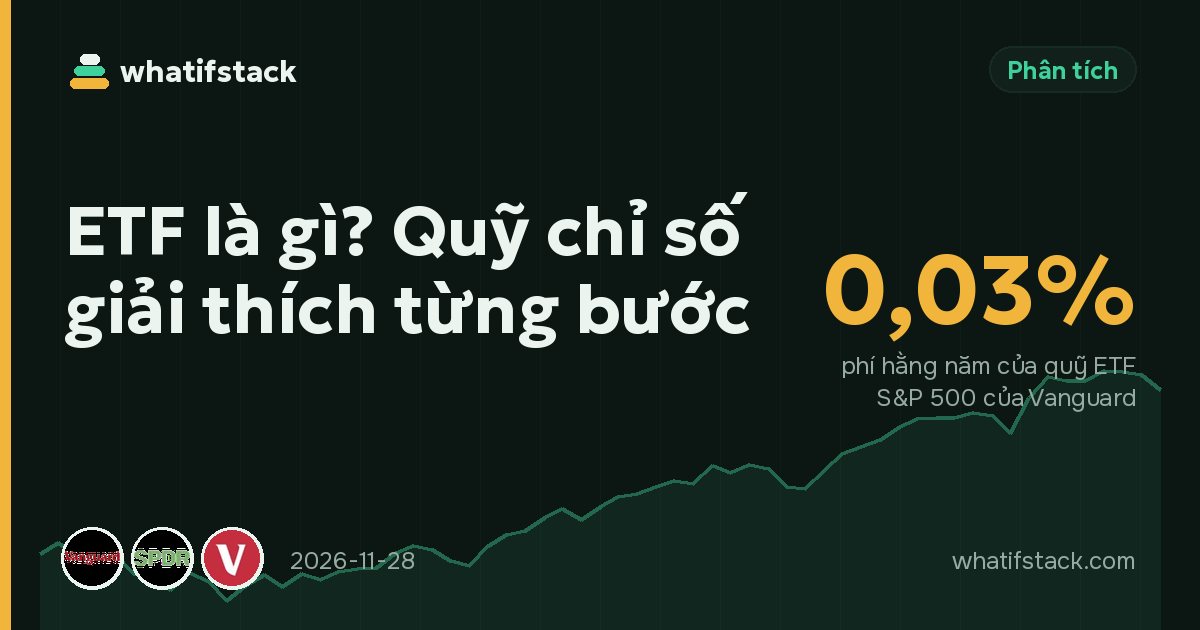 whatifstack
Phân tích
ETF là gì? Quỹ chỉ số
giải thích từng bước
0,03%
phí hằng năm của quỹ ETF
S&P 500 của Vanguard
Vanguard
SPDR
V
2026-11-28
whatifstack.com